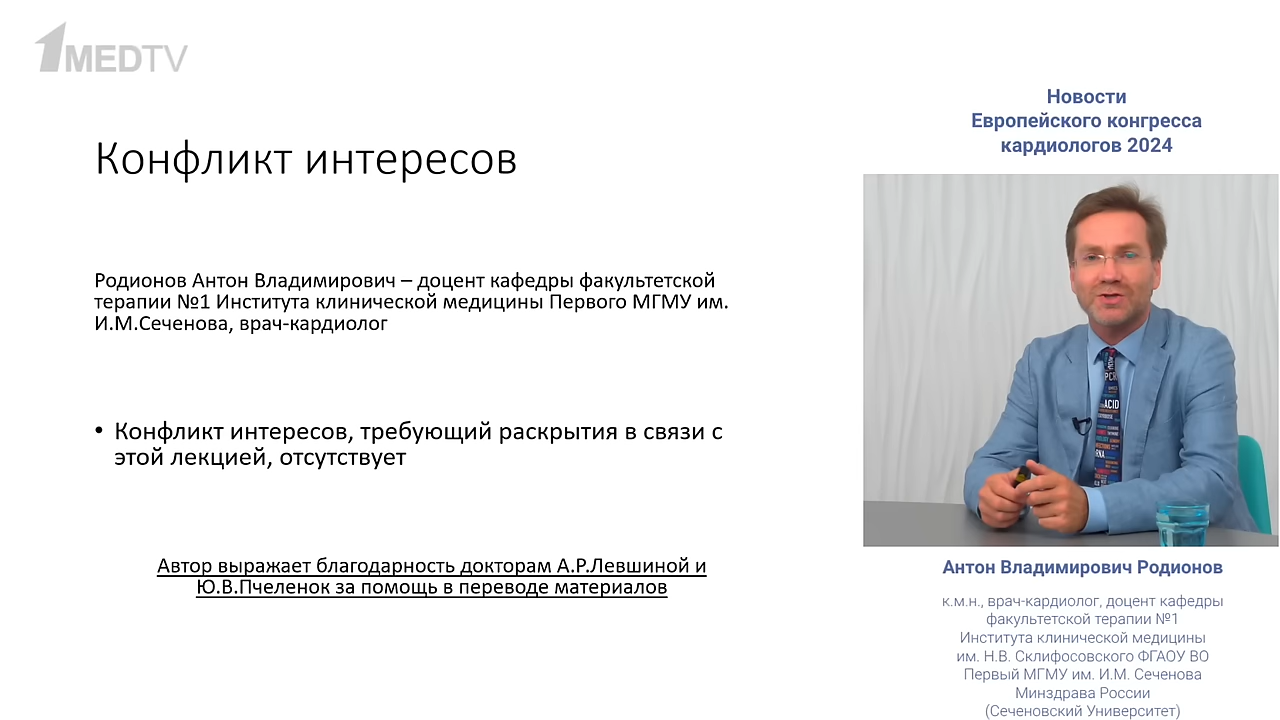 1MEDTV
Конфликт интересов
Родионов Антон Владимирович – доцент кафедры факультетской
терапии №1 Института клинической медицины Первого МГМУ им.
И.М.Сеченова, врач-кардиолог
• Конфликт интересов, требующий раскрытия в связи с
этой лекцией, отсутствует
Автор выражает благодарность докторам А.Р.Левшиной и
Ю.В.Пчеленок за помощь в переводе материалов
Новости
Европейского конгресса
кардиологов 2024
PCR
ACID
RNA
Антон Владимирович Родионов
к.м.н., врач-кардиолог, доцент кафедры
факультетской терапии №1
Института клинической медицины
им. Н.В. Склифосовского ФГАОУ ВО
Первый МГМУ им. И.М. Сеченова
Минздрава России
(Сеченовский Университет)